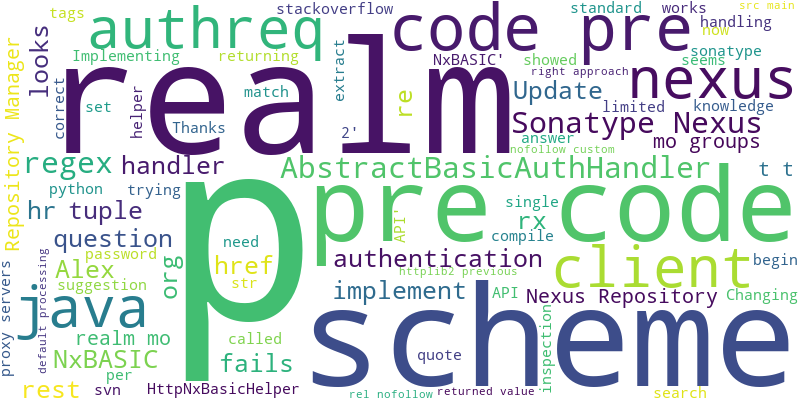 stackoverflow
standard
works
src main
tags
authreq
code pre
handling
now
looks
Implementing
returning
extract
NxBASIC'
showed
seems
sonatype
realm
right approach
nexus
correct
set
helper
match
re
Update
limited
knowledge
Repository Manager
Thanks
2'
Sonatype Nexus
answer
mo groups
nofollow custom
regex
handler
AbstractBasicAuthHandler
t t
python
trying
p
pre code
single
hr
tuple
API'
rx
question
need
compile
password
authentication
begin
Alex
org
href
httplib2 previous
client
suggestion
str
implement
API
Nexus Repository
Changing
proxy servers
default processing
java
scheme
realm mo
called
NxBASIC
quote
fails
inspection
per
rest
svn
HttpNxBasicHelper
rel nofollow
returned value
search